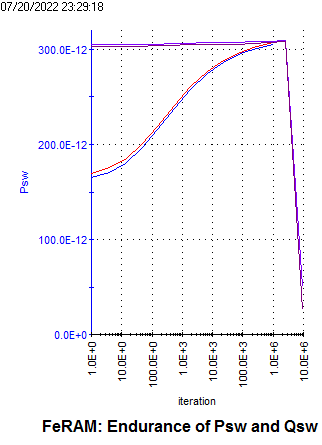 07/20/2022 23:29:18
300.0E-12
200.0E-12
Psw
100.0E-12
0.0E+0
1.0E+0
10.0E+0
100.0E+0
1.0E+3
10.0E+3
100.0E+3
1.0E+6
10.0E+6
iteration
FeRAM: Endurance of Psw and Qsw